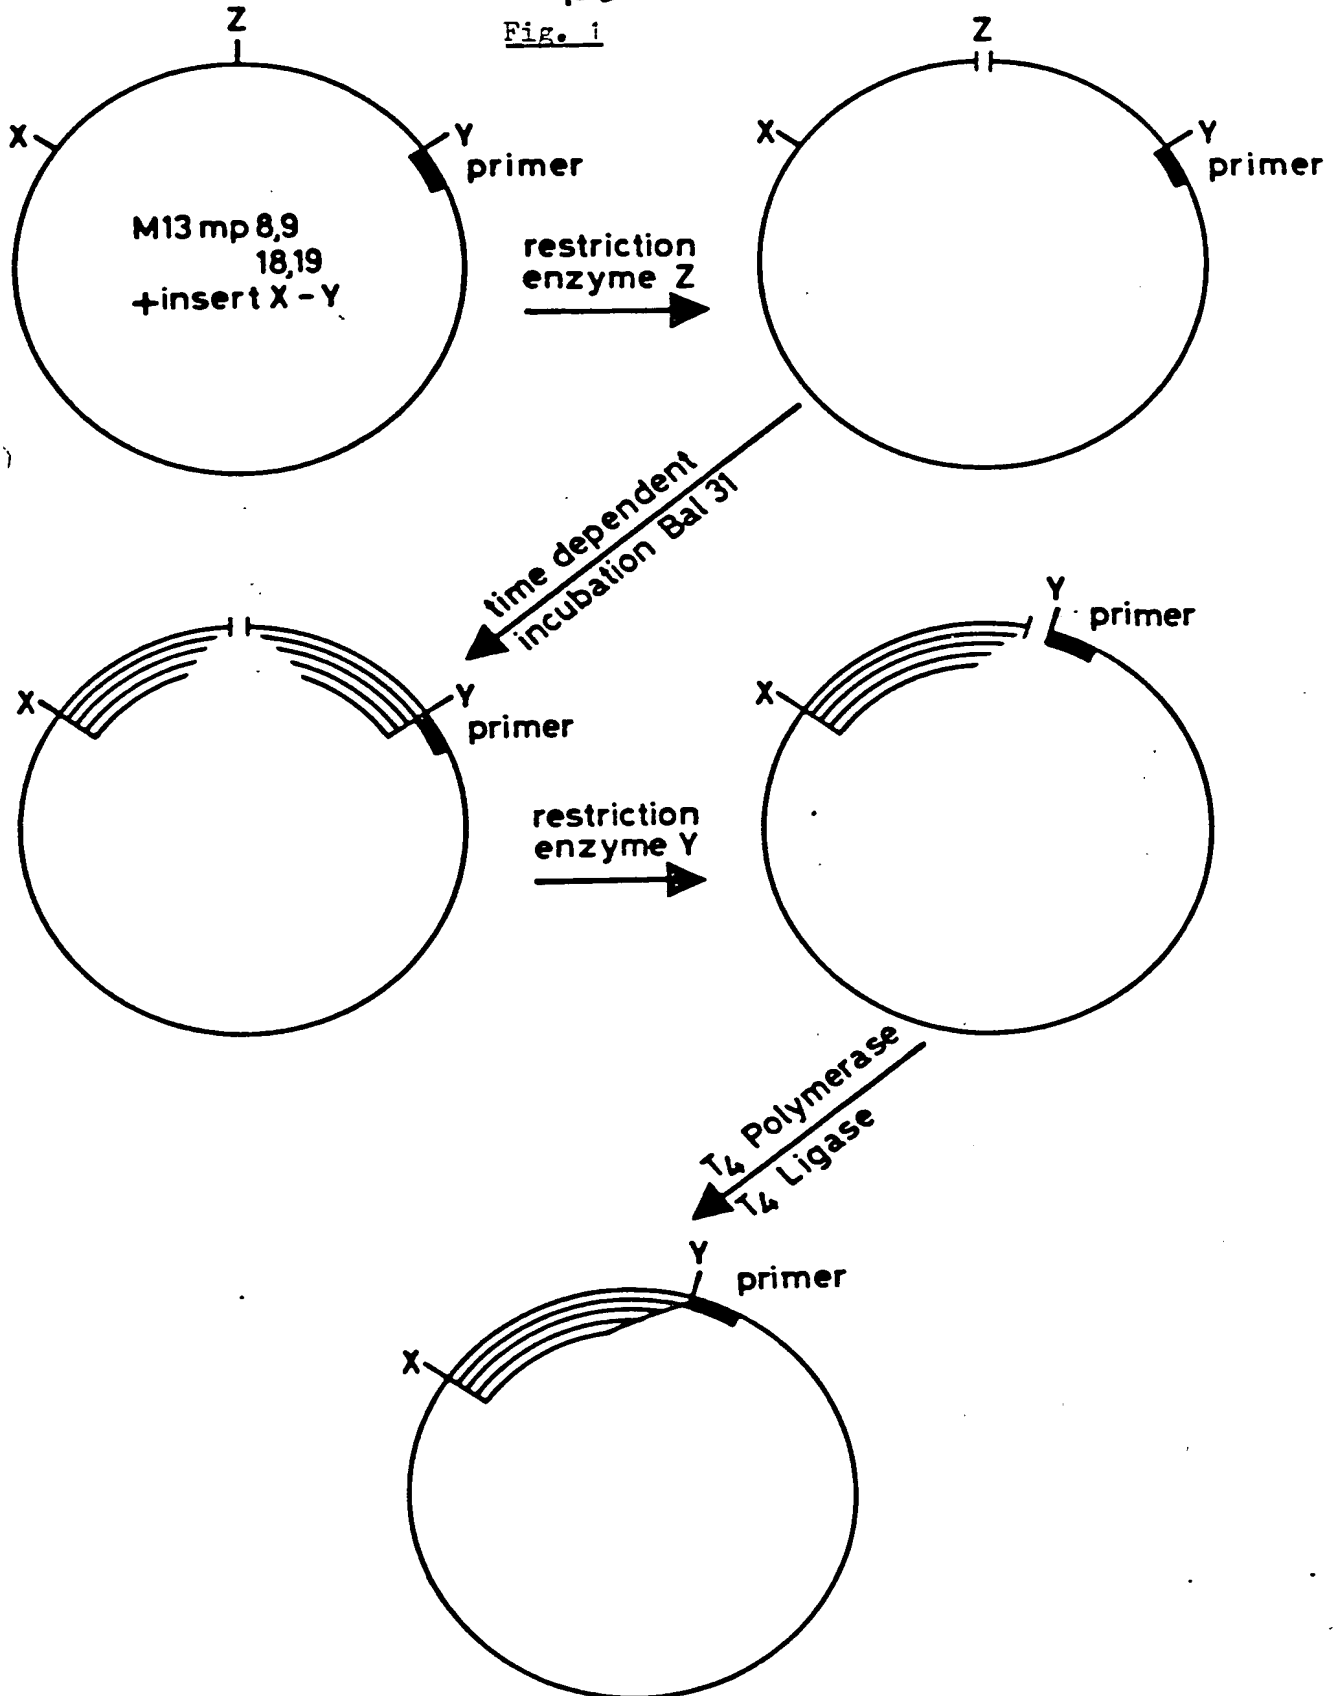 Fig. 1
Z
X
Y
primer
M13 mp 8,9
18,19
+insert X - Y
restriction
enzyme Z
Z
X
Y
primer
time dependent
incubation Bal 31
X
Y
primer
restriction
enzyme Y
X
Y
primer
T4 Polymerase
T4 Ligase
X
Y
primer